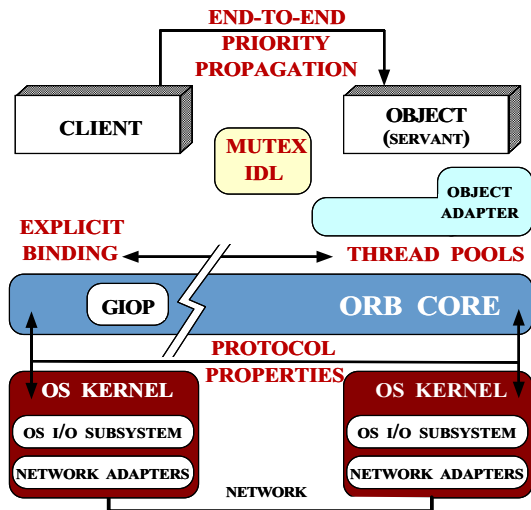 END-TO-END
PRIORITY
PROPAGATION
CLIENT
OBJECT
(SERVANT)
MUTEX
IDL
OBJECT
ADAPTER
EXPLICIT
BINDING
THREAD POOLS
GIOP
ORB CORE
PROTOCOL
PROPERTIES
OS KERNEL
OS I/O SUBSYSTEM
NETWORK ADAPTERS
OS KERNEL
OS I/O SUBSYSTEM
NETWORK ADAPTERS
NETWORK